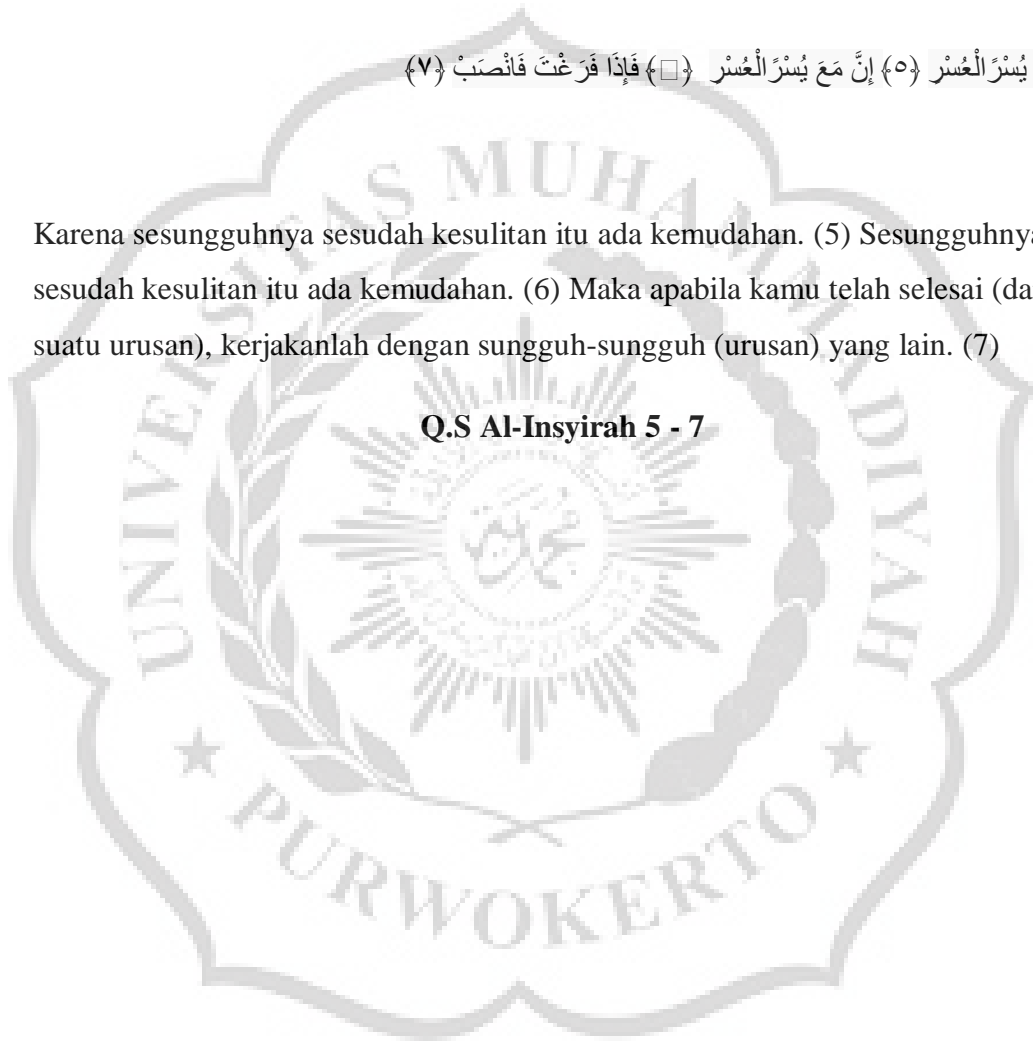 يُسْرًالْعُسْر ﴿٥﴾ إِنَّ مَعَ يُسْرًالْعُسْر ﴿□﴾ فَإِذَا فَرَغْتَ فَانْصَبْ ﴿٧﴾
Karena sesungguhnya sesudah kesulitan itu ada kemudahan. (5) Sesungguhnya
sesudah kesulitan itu ada kemudahan. (6) Maka apabila kamu telah selesai (da
suatu urusan), kerjakanlah dengan sungguh-sungguh (urusan) yang lain. (7)
Q.S Al-Insyirah 5 - 7
UNIVERSITAS MUHAMMADIYAH
PURWOKERTO